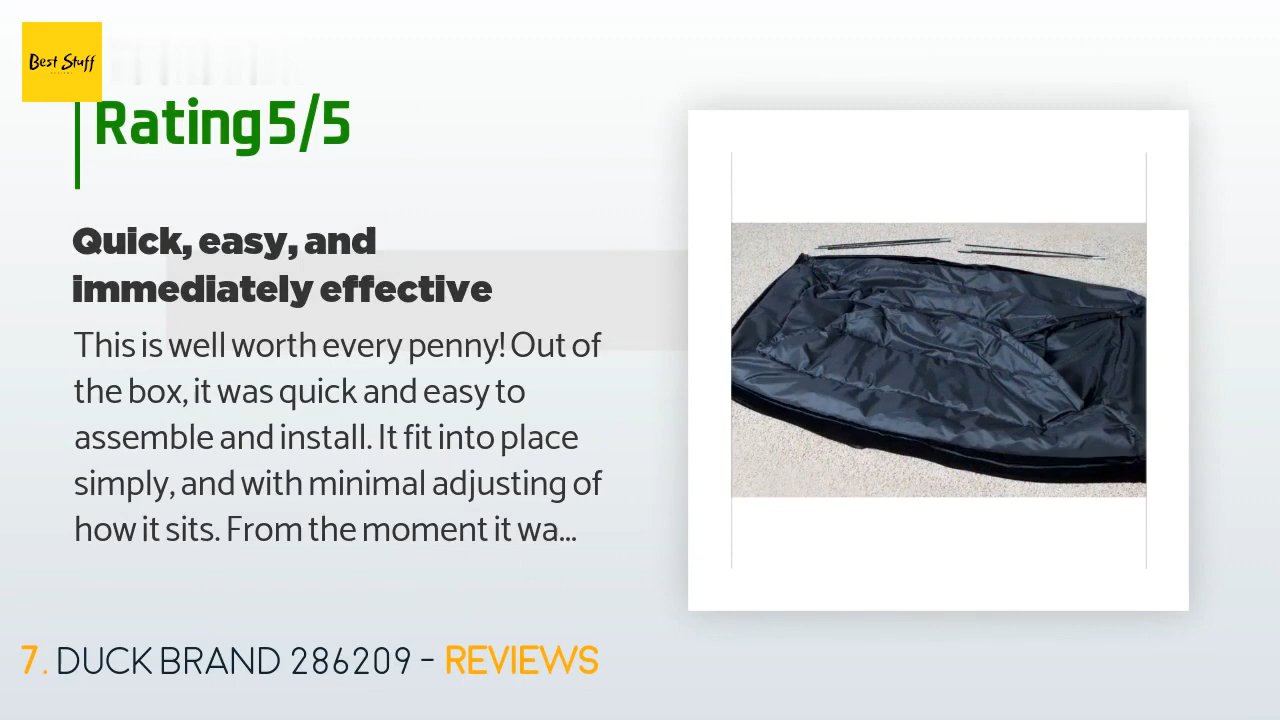 Best Stuff
Rating 5/5
Quick, easy, and
immediately effective
This is well worth every penny! Out of
the box, it was quick and easy to
assemble and install. It fit into place
simply, and with minimal adjusting of
how it sits. From the moment it wa...
7. DUCK BRAND 286209 - REVIEWS